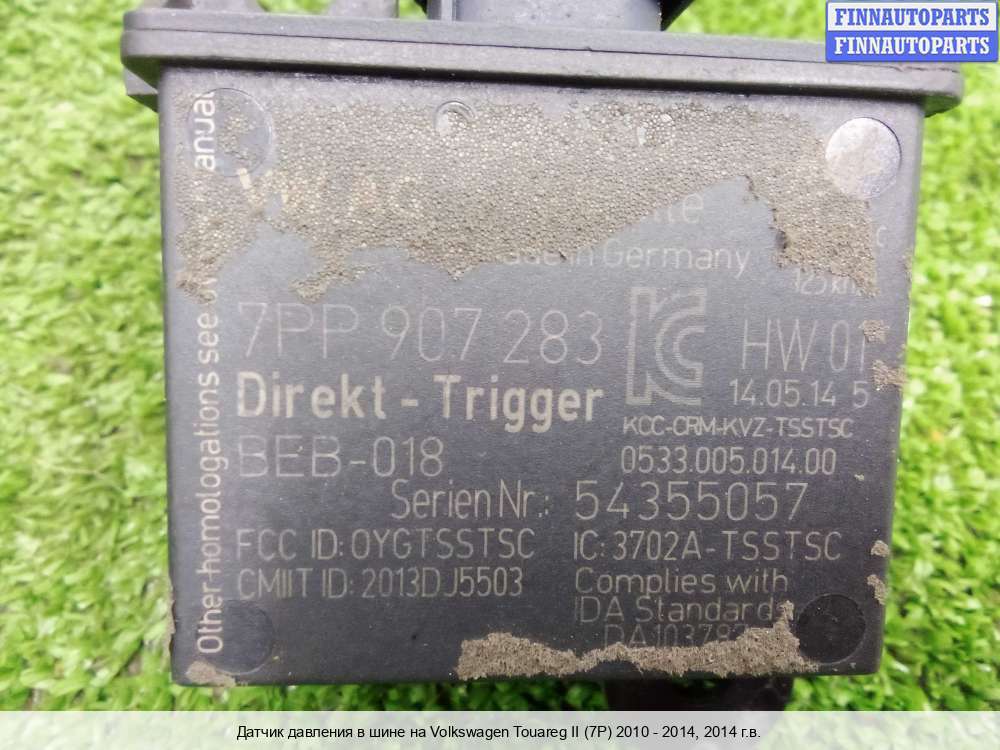 FINNAUTOPARTS
FINNAUTOPARTS
in Germany
7PP 907 283
HW 01
Direkt - Trigger
14.05.14 5
KCC-CRM-KVZ-TSSTSC
BEB-018
0533.005.014.00
Serien Nr.: 54355057
FCC ID: OYGTSSTSC IC: 3702A-TSSTSC
CMIIT ID: 2013DJ5503
Complies with
IDA Standards
Other homologations see
Датчик давления в шине на Volkswagen Touareg II (7P) 2010 - 2014, 2014 г.в.